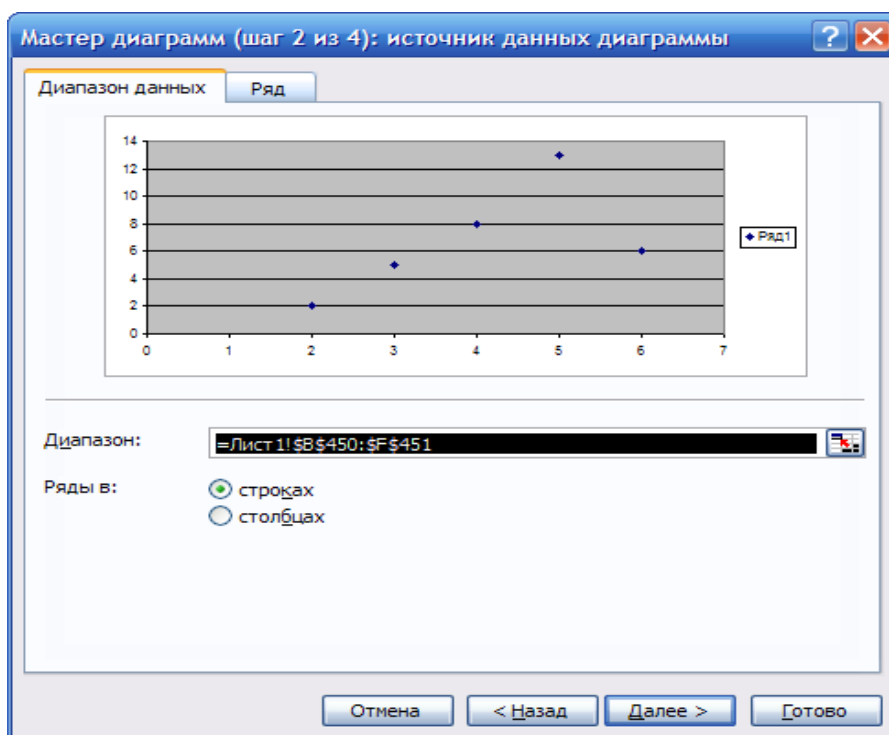 Мастер диаграмм (шаг 2 из 4): источник данных диаграммы
Диапазон данных Ряд
14
12
10
8
6
4
2
0
0 1 2 3 4 5 6 7
Ряд1
Диапазон: =Лист1!$B$450:$F$451
Ряды в: строках
столбцах
Отмена < Назад Далее > Готово